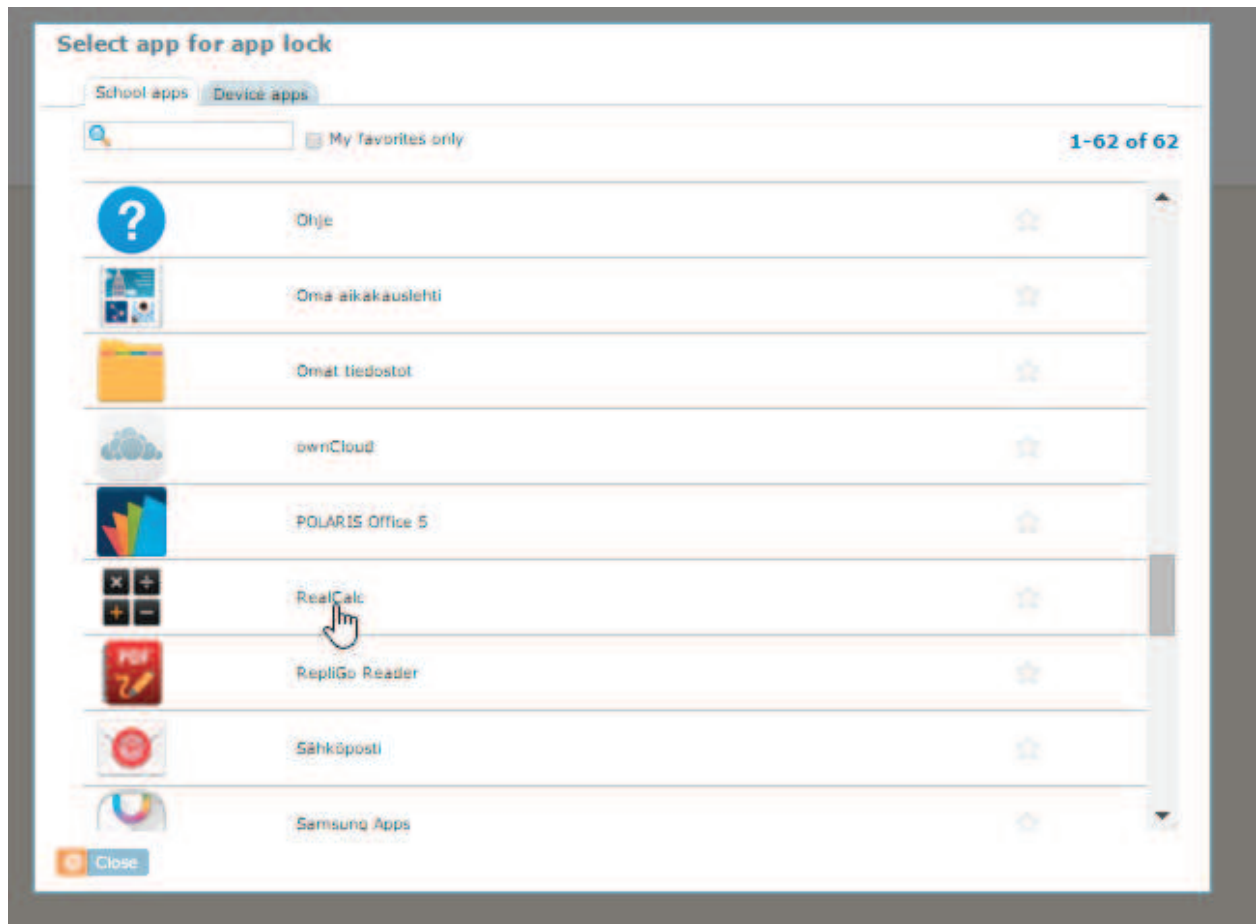 Select app for app lock
School apps Device apps
My favorites only
1-62 of 62
? Ohje
Oma aikakauslehti
Omat tiedostot
ownCloud
POLARIS Office 5
× ÷ + − RealCalc
PDF RepliGo Reader
Sähköposti
Samsung Apps
Close